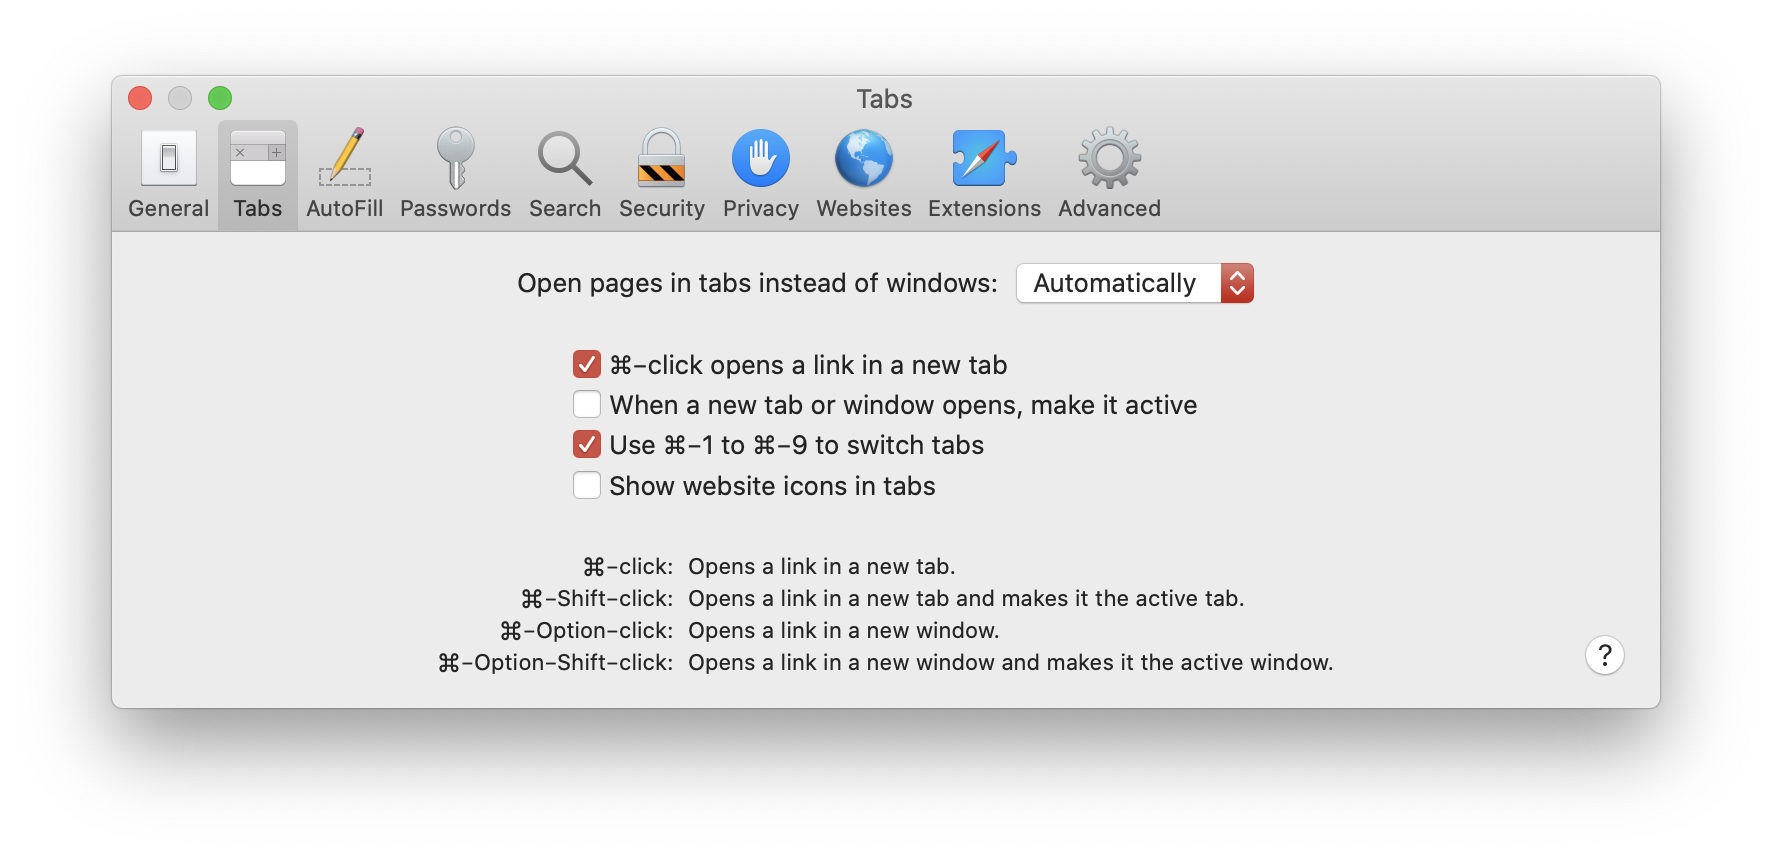 Tabs
General Tabs AutoFill Passwords Search Security Privacy Websites Extensions Advanced
Open pages in tabs instead of windows: Automatically
⌘–click opens a link in a new tab
When a new tab or window opens, make it active
Use ⌘–1 to ⌘–9 to switch tabs
Show website icons in tabs
⌘–click: Opens a link in a new tab.
⌘–Shift–click: Opens a link in a new tab and makes it the active tab.
⌘–Option–click: Opens a link in a new window.
⌘–Option–Shift–click: Opens a link in a new window and makes it the active window.
?